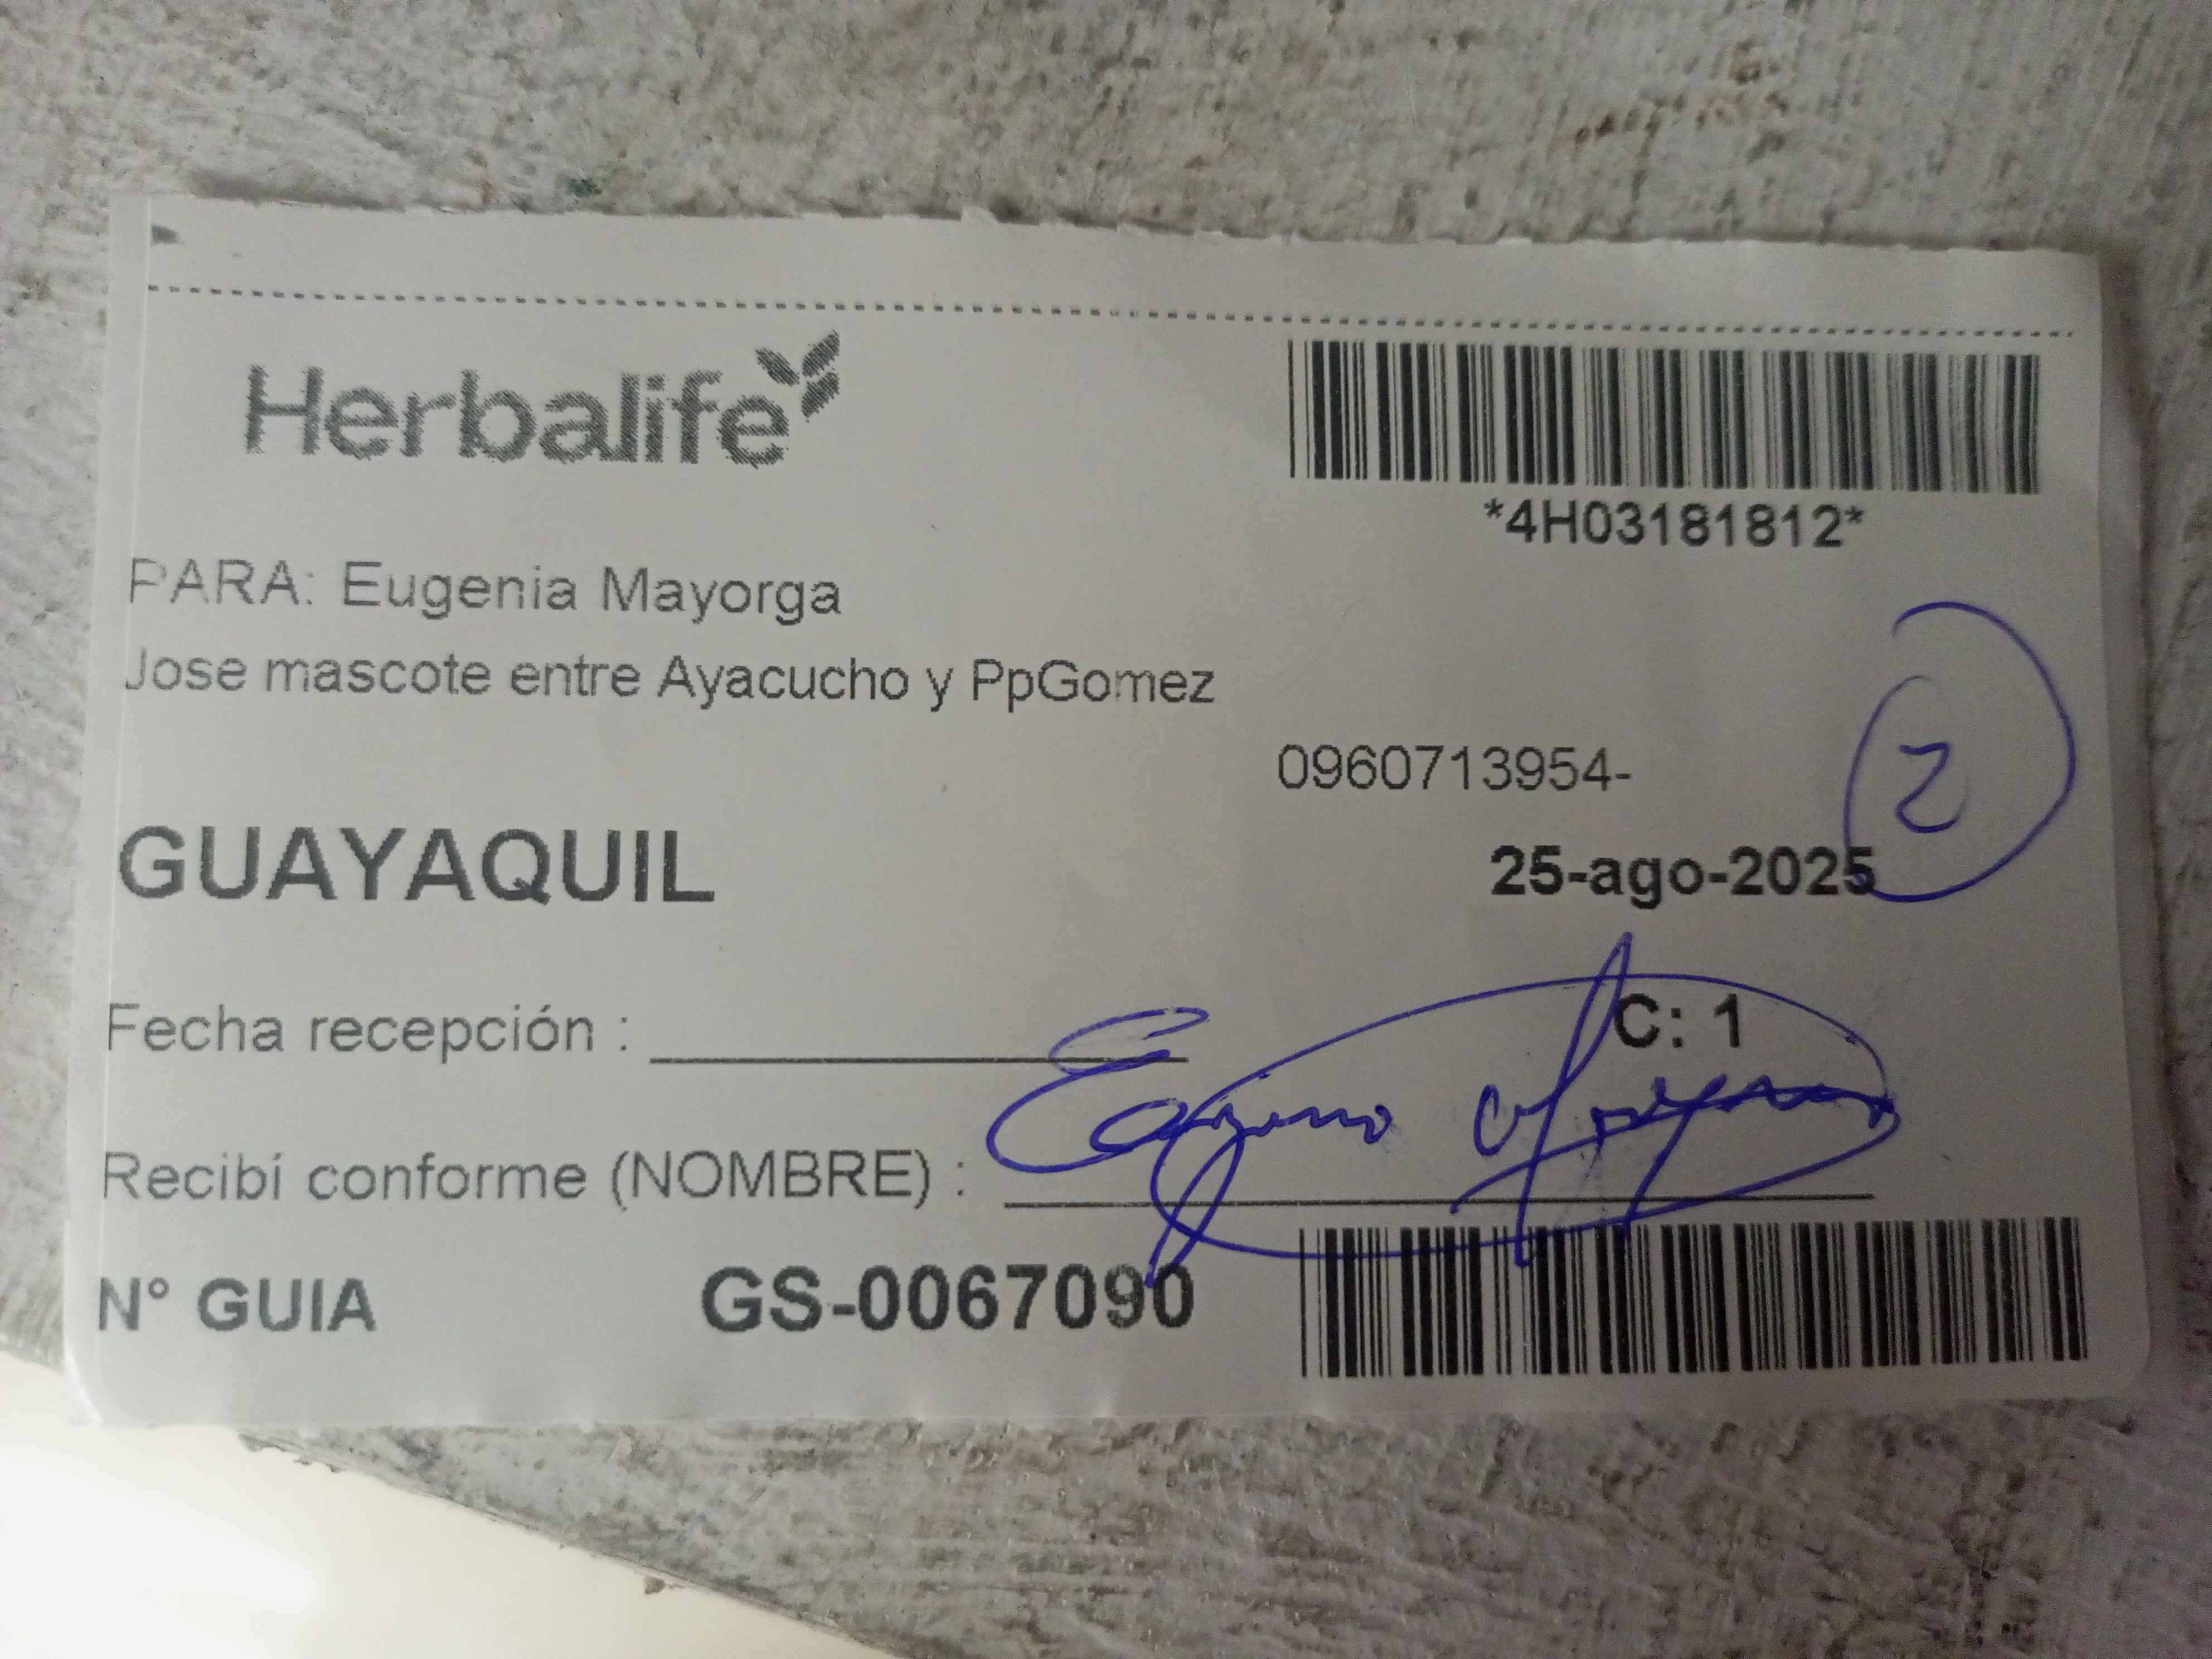 Herbalife
*4H03181812*
PARA: Eugenia Mayorga
Jose mascote entre Ayacucho y PpGomez
0960713954-
2
GUAYAQUIL
25-ago-2025
C: 1
Fecha recepción :
Recibí conforme (NOMBRE) :
N° GUIA GS-0067090